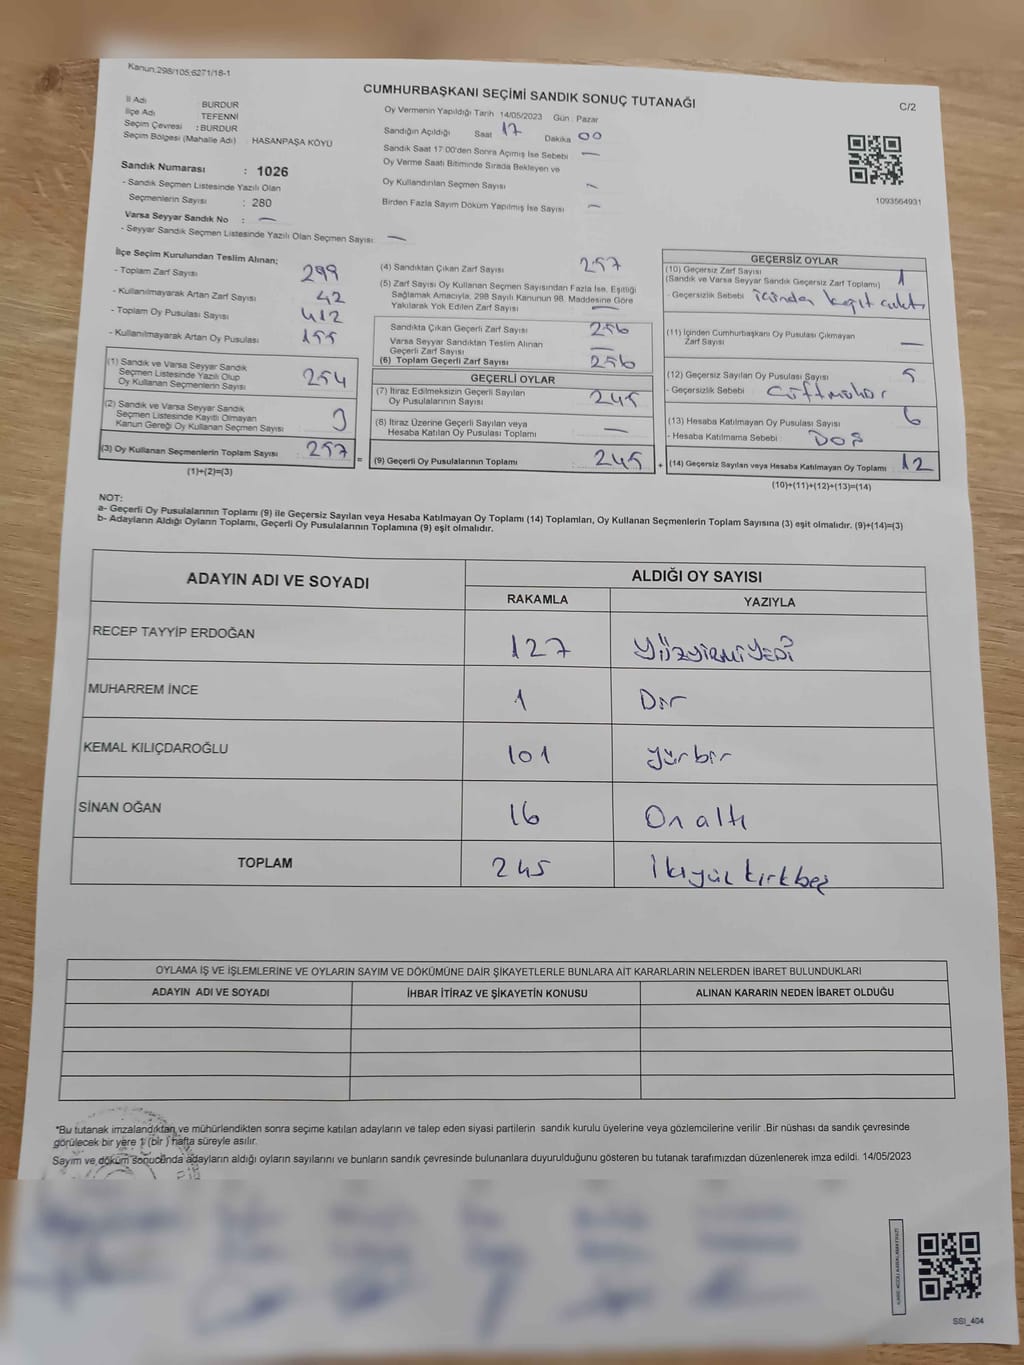 Kanun,298/105;6271/18-1
CUMHURBAŞKANI SEÇİMİ SANDIK SONUÇ TUTANAĞI
C/2
İl Adı BURDUR
İlçe Adı TEFENNİ
Seçim Çevresi : BURDUR
Seçim Bölgesi (Mahalle Adı) HASANPAŞA KÖYÜ
Sandık Numarası : 1026
- Sandık Seçmen Listesinde Yazılı Olan
Seçmenlerin Sayısı : 280
Varsa Seyyar Sandık No : —
- Seyyar Sandık Seçmen Listesinde Yazılı Olan Seçmen Sayısı: —
Oy Vermenin Yapıldığı Tarih 14/05/2023 Gün : Pazar
Sandığın Açıldığı Saat 17 Dakika 00
Sandık Saat 17:00'den Sonra Açımış İse Sebebi —
Oy Verme Saati Bitiminde Sırada Bekleyen ve
Oy Kullandırılan Seçmen Sayısı —
Birden Fazla Sayım Döküm Yapılmış İse Sayısı —
1093564931
İlçe Seçim Kurulundan Teslim Alınan;
- Toplam Zarf Sayısı 299
- Kullanılmayarak Artan Zarf Sayısı 42
- Toplam Oy Pusulası Sayısı 412
- Kullanılmayarak Artan Oy Pusulası 155
(1) Sandık ve Varsa Seyyar Sandık
Seçmen Listesinde Yazılı Olup
Oy Kullanan Seçmenlerin Sayısı 254
(2) Sandık ve Varsa Seyyar Sandık
Seçmen Listesinde Kayıtlı Olmayan
Kanun Gereği Oy Kullanan Seçmen Sayısı 3
(3) Oy Kullanan Seçmenlerin Toplam Sayısı 257
(1)+(2)=(3)
(4) Sandıktan Çıkan Zarf Sayısı 257
(5) Zarf Sayısı Oy Kullanan Seçmen Sayısından Fazla İse, Eşitliği
Sağlamak Amacıyla, 298 Sayılı Kanunun 98. Maddesine Göre
Yakılarak Yok Edilen Zarf Sayısı —
Sandıkta Çıkan Geçerli Zarf Sayısı 256
Varsa Seyyar Sandıktan Teslim Alınan
Geçerli Zarf Sayısı —
(6) Toplam Geçerli Zarf Sayısı 256
GEÇERLİ OYLAR
(7) İtiraz Edilmeksizin Geçerli Sayılan
Oy Pusulalarının Sayısı 245
(8) İtiraz Üzerine Geçerli Sayılan veya
Hesaba Katılan Oy Pusulası Toplamı —
= (9) Geçerli Oy Pusulalarının Toplamı 245 +
GEÇERSİZ OYLAR
(10) Geçersiz Zarf Sayısı
(Sandık ve Varsa Seyyar Sandık Geçersiz Zarf Toplamı) 1
- Geçersizlik Sebebi içinden kağıt çıktı
(11) İçinden Cumhurbaşkanı Oy Pusulası Çıkmayan
Zarf Sayısı —
(12) Geçersiz Sayılan Oy Pusulası Sayısı 5
- Geçersizlik Sebebi Çift mühür
(13) Hesaba Katılmayan Oy Pusulası Sayısı 6
- Hesaba Katılmama Sebebi BOŞ
(14) Geçersiz Sayılan veya Hesaba Katılmayan Oy Toplamı 12
(10)+(11)+(12)+(13)=(14)
NOT:
a- Geçerli Oy Pusulalarının Toplamı (9) ile Geçersiz Sayılan veya Hesaba Katılmayan Oy Toplamı (14) Toplamları, Oy Kullanan Seçmenlerin Toplam Sayısına (3) eşit olmalıdır. (9)+(14)=(3)
b- Adayların Aldığı Oyların Toplamı, Geçerli Oy Pusulalarının Toplamına (9) eşit olmalıdır.
ADAYIN ADI VE SOYADI ALDIĞI OY SAYISI
RAKAMLA YAZIYLA
RECEP TAYYİP ERDOĞAN 127 YÜZYİRMİYEDİ
MUHARREM İNCE 1 Bir
KEMAL KILIÇDAROĞLU 101 yüzbir
SİNAN OĞAN 16 On altı
TOPLAM 245 İkiyüz kırkbeş
OYLAMA İŞ VE İŞLEMLERİNE VE OYLARIN SAYIM VE DÖKÜMÜNE DAİR ŞİKAYETLERLE BUNLARA AİT KARARLARIN NELERDEN İBARET BULUNDUKLARI
ADAYIN ADI VE SOYADI İHBAR İTİRAZ VE ŞİKAYETİN KONUSU ALINAN KARARIN NEDEN İBARET OLDUĞU
*Bu tutanak imzalandıktan ve mühürlendikten sonra seçime katılan adayların ve talep eden siyasi partilerin sandık kurulu üyelerine veya gözlemcilerine verilir .Bir nüshası da sandık çevresinde
görülecek bir yere 1 (bir ) hafta süreyle asılır.
Sayım ve döküm sonucunda adayların aldığı oyların sayılarını ve bunların sandık çevresinde bulunanlara duyurulduğunu gösteren bu tutanak tarafımızdan düzenlenerek imza edildi. 14/05/2023
SSI_404